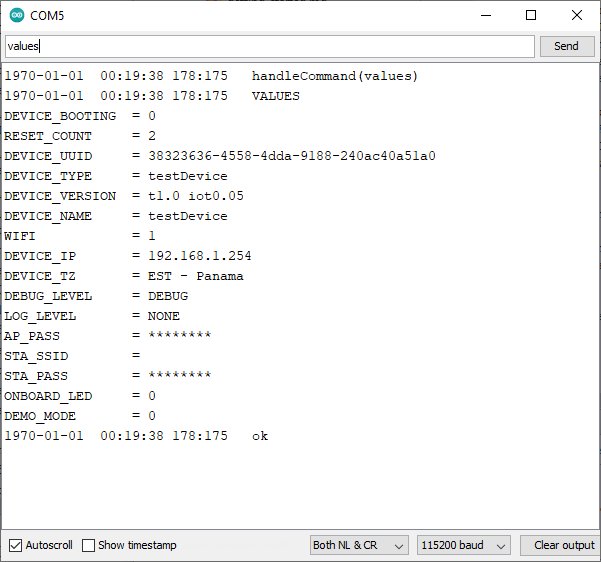 COM5
values
Send
1970-01-01  00:19:38 178:175   handleCommand(values)
1970-01-01  00:19:38 178:175   VALUES
DEVICE_BOOTING  = 0
RESET_COUNT     = 2
DEVICE_UUID     = 38323636-4558-4dda-9188-240ac40a51a0
DEVICE_TYPE     = testDevice
DEVICE_VERSION  = t1.0 iot0.05
DEVICE_NAME     = testDevice
WIFI            = 1
DEVICE_IP       = 192.168.1.254
DEVICE_TZ       = EST - Panama
DEBUG_LEVEL     = DEBUG
LOG_LEVEL       = NONE
AP_PASS         = ********
STA_SSID        =
STA_PASS        = ********
ONBOARD_LED     = 0
DEMO_MODE       = 0
1970-01-01  00:19:38 178:175   ok
Autoscroll  Show timestamp  Both NL & CR  115200 baud  Clear output